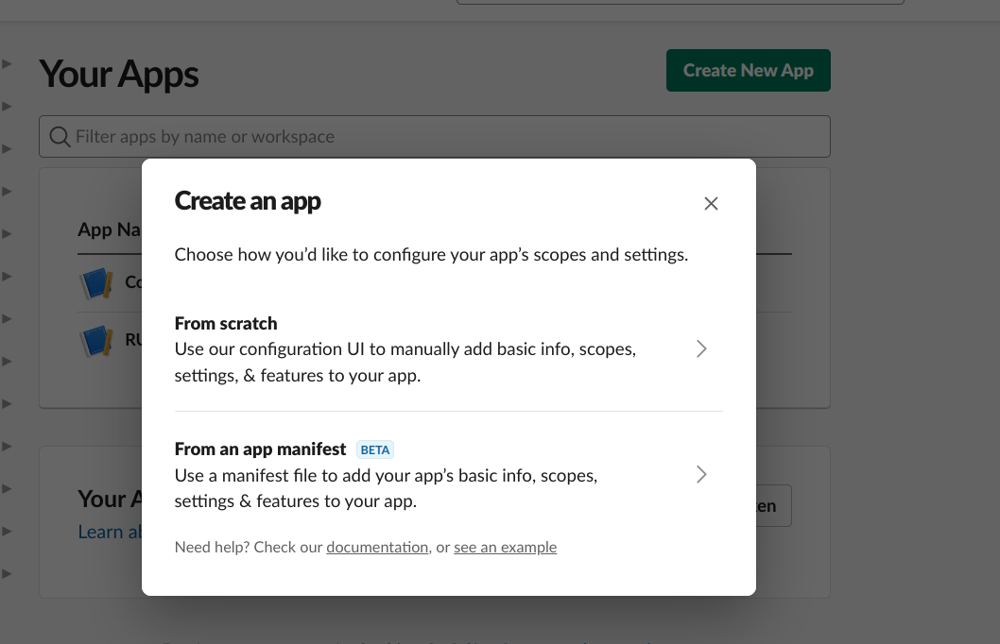 Your Apps
Create New App
Filter apps by name or workspace
Create an app
App Na
Choose how you’d like to configure your app’s scopes and settings.
Co
From scratch
RU
Use our configuration UI to manually add basic info, scopes,
settings, & features to your app.
From an app manifest BETA
Use a manifest file to add your app’s basic info, scopes,
Your A
settings & features to your app.
en
Learn ab
Need help? Check our documentation, or see an example